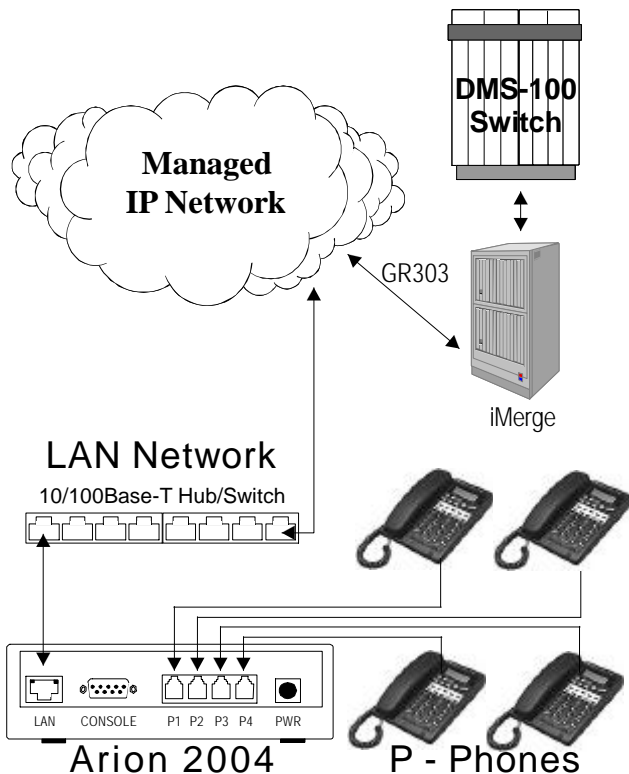 DMS-100
Switch
Managed
IP Network
GR303
iMerge
LAN Network
10/100Base-T Hub/Switch
LAN CONSOLE P1 P2 P3 P4 PWR
Arion 2004
P - Phones